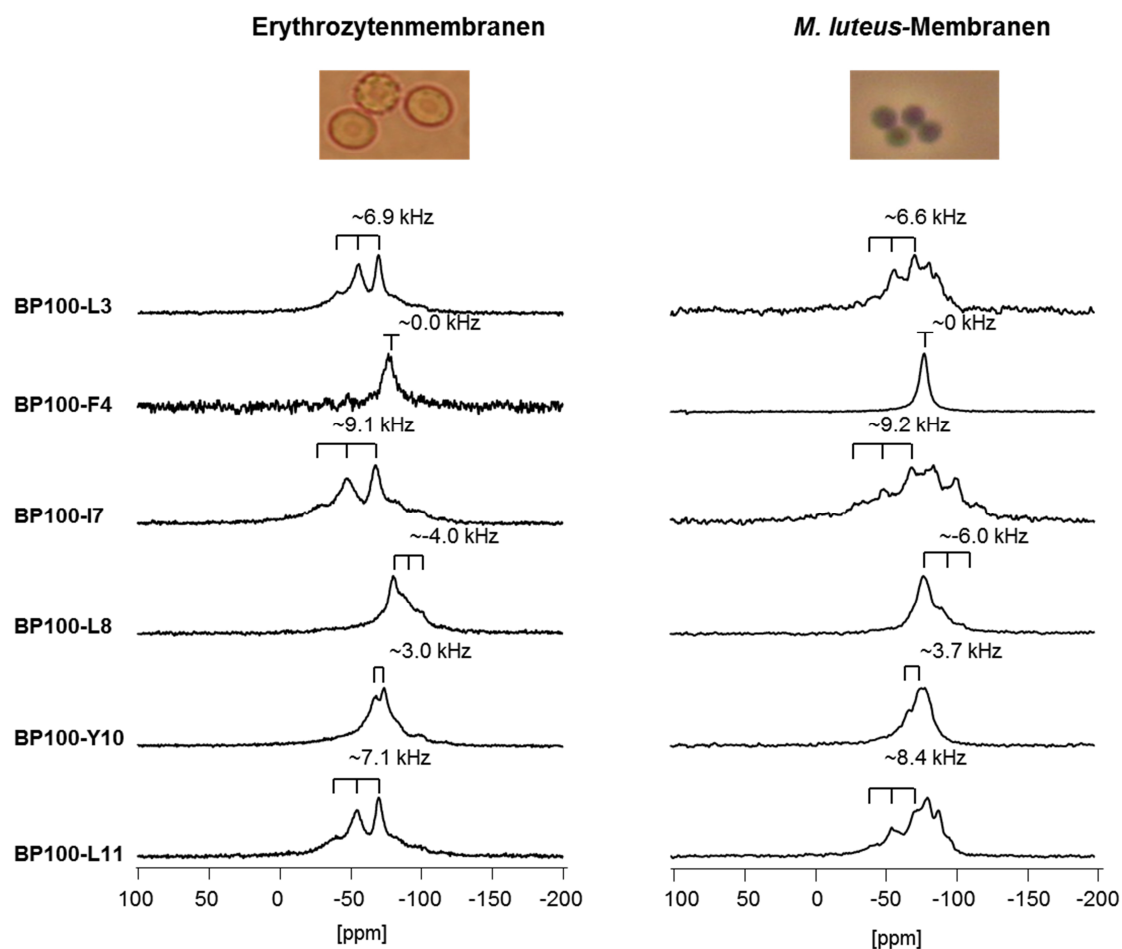 Erythrozytenmembranen M. luteus-Membranen
~6.9 kHz ~6.6 kHz
BP100-L3
~0.0 kHz ~0 kHz
BP100-F4
~9.1 kHz ~9.2 kHz
BP100-I7
~-4.0 kHz ~-6.0 kHz
BP100-L8
~3.0 kHz ~3.7 kHz
BP100-Y10
~7.1 kHz ~8.4 kHz
BP100-L11
100 50 0 -50 -100 -150 -200 100 50 0 -50 -100 -150 -200
[ppm] [ppm]